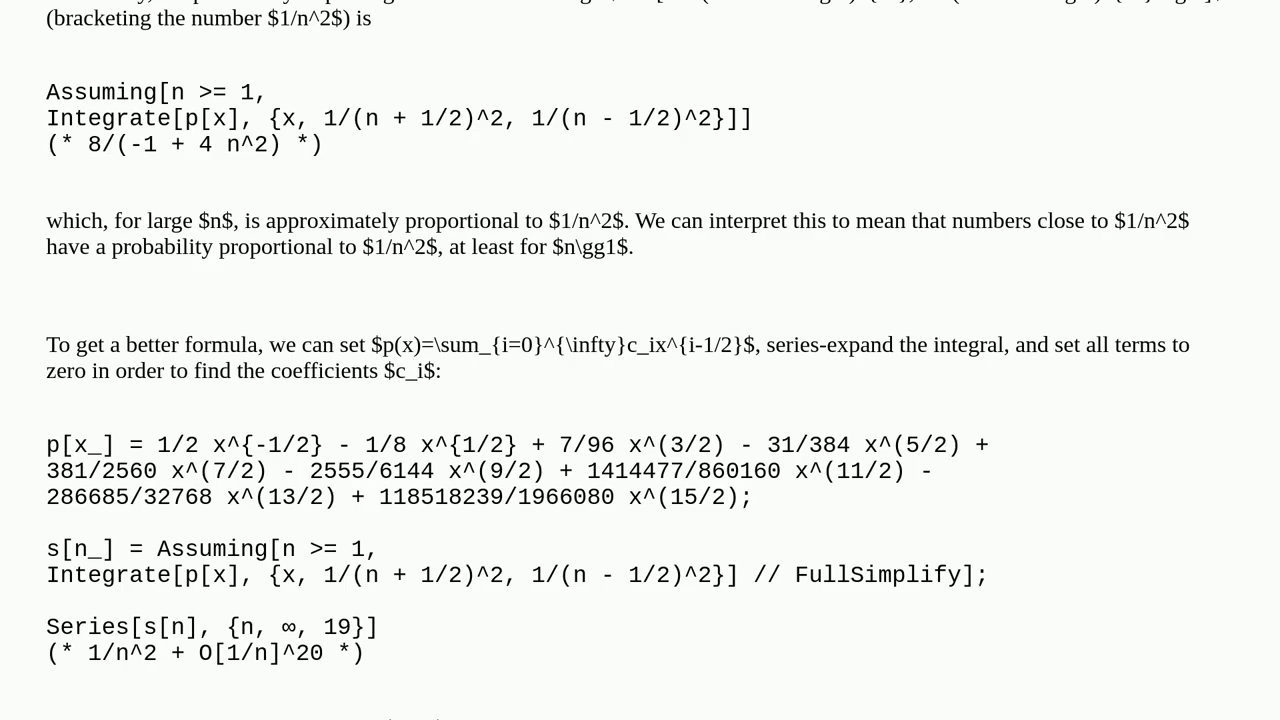 (bracketing the number $1/n^2$) is
Assuming[n >= 1,
Integrate[p[x], {x, 1/(n + 1/2)^2, 1/(n - 1/2)^2}]]
(* 8/(-1 + 4 n^2) *)
which, for large $n$, is approximately proportional to $1/n^2$. We can interpret this to mean that numbers close to $1/n^2$
have a probability proportional to $1/n^2$, at least for $n\gg1$.
To get a better formula, we can set $p(x)=\sum_{i=0}^{\infty}c_ix^{i-1/2}$, series-expand the integral, and set all terms to
zero in order to find the coefficients $c_i$:
p[x_] = 1/2 x^{-1/2} - 1/8 x^{1/2} + 7/96 x^(3/2) - 31/384 x^(5/2) +
381/2560 x^(7/2) - 2555/6144 x^(9/2) + 1414477/860160 x^(11/2) -
286685/32768 x^(13/2) + 118518239/1966080 x^(15/2);
s[n_] = Assuming[n >= 1,
Integrate[p[x], {x, 1/(n + 1/2)^2, 1/(n - 1/2)^2}] // FullSimplify];
Series[s[n], {n, ∞, 19}]
(* 1/n^2 + O[1/n]^20 *)